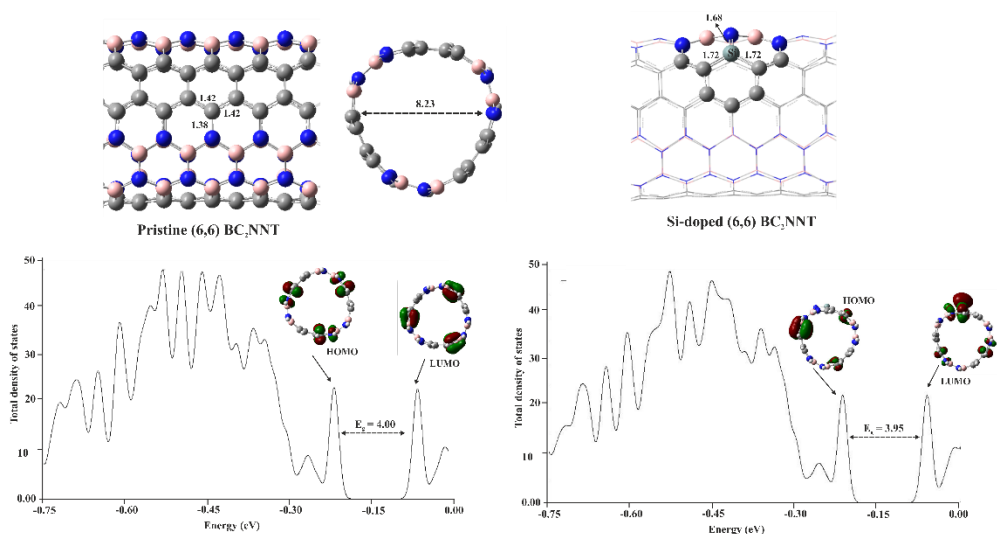 1.42
1.42
1.38
8.23
Pristine (6,6) BC2NNT
1.68
1.72
Si
1.72
Si-doped (6,6) BC2NNT
Total density of states
50
40
30
20
10
0.00
-0.75
-0.60
-0.45
-0.30
-0.15
0.00
Energy (eV)
HOMO
LUMO
Eg = 4.00
Total density of states
50
40
30
20
10
0.00
-0.75
-0.60
-0.45
-0.30
-0.15
0.00
Energy (eV)
HOMO
LUMO
Eg = 3.95